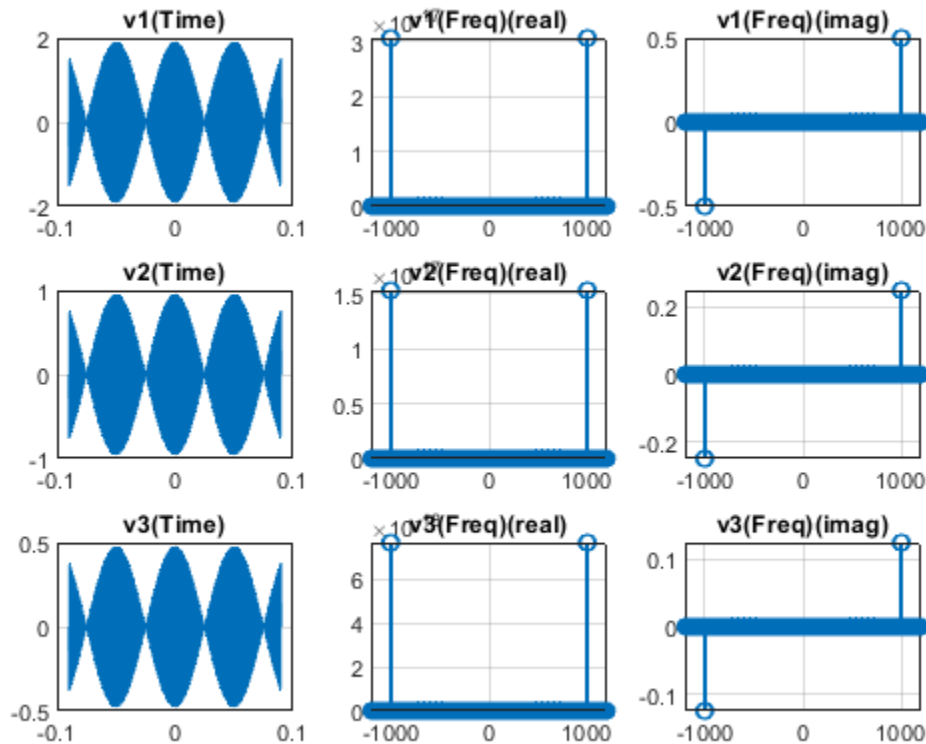 v1(Time)
2
0
-2
-0.1 0 0.1
v1(Freq)(real)
3
2
1
0
-1000 0 1000
v1(Freq)(imag)
0.5
0
-0.5
-1000 0 1000
v2(Time)
1
0
-1
-0.1 0 0.1
v2(Freq)(real)
1.5
1
0.5
0
-1000 0 1000
v2(Freq)(imag)
0.2
0
-0.2
-1000 0 1000
v3(Time)
0.5
0
-0.5
-0.1 0 0.1
v3(Freq)(real)
6
4
2
0
-1000 0 1000
v3(Freq)(imag)
0.1
0
-0.1
-1000 0 1000